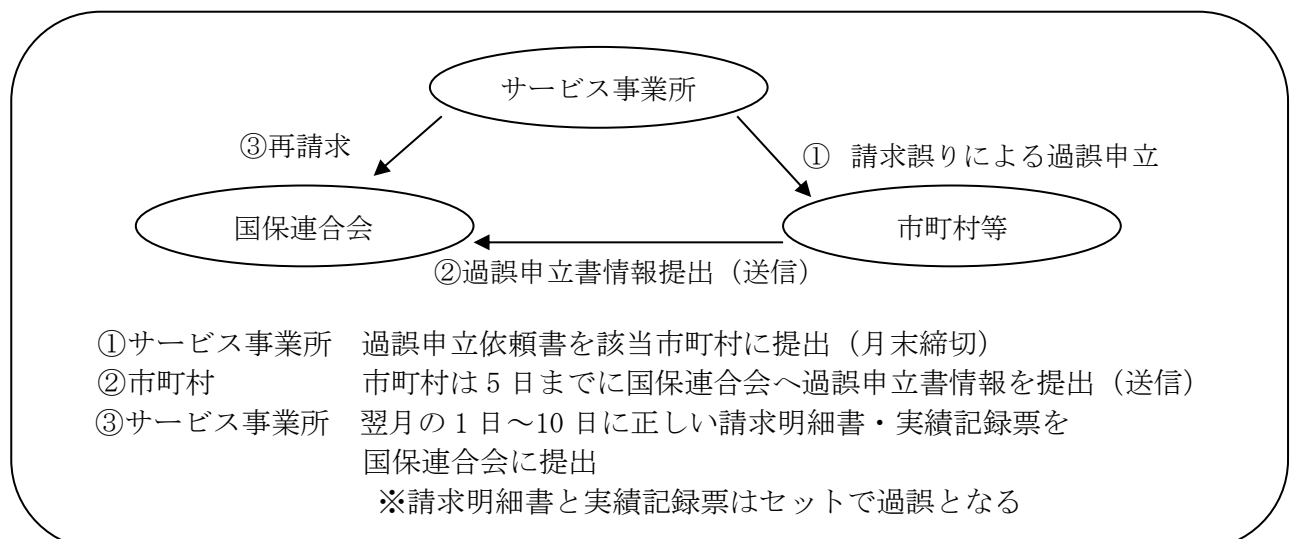 サービス事業所
③再請求
① 請求誤りによる過誤申立
国保連合会
市町村等
②過誤申立書情報提出（送信）
①サービス事業所　過誤申立依頼書を該当市町村に提出（月末締切）
②市町村　　　　　市町村は5日までに国保連合会へ過誤申立書情報を提出（送信）
③サービス事業所　翌月の1日～10日に正しい請求明細書・実績記録票を
国保連合会に提出
※請求明細書と実績記録票はセットで過誤となる